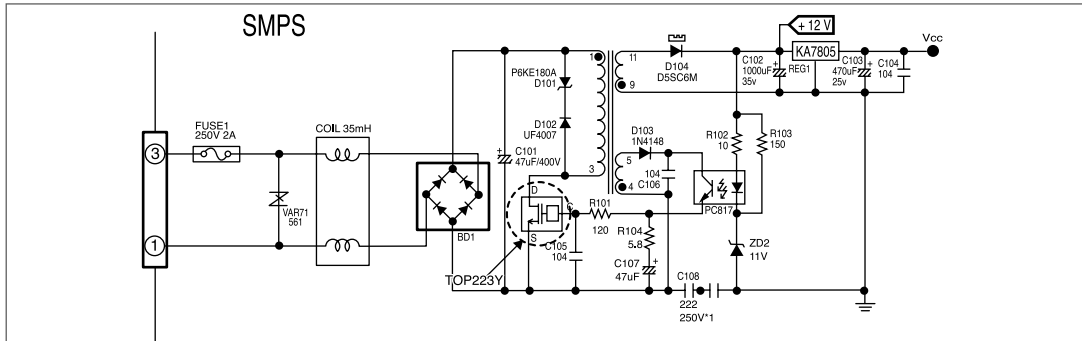 SMPS
+ 12 V
Vcc
KA7805
REG1
C102
1000uF
35v
C103
470uF
25v
C104
104
D104
D5SC6M
1
3
11
9
5
4
P6KE180A
D101
D102
UF4007
+
C101
47uF/400V
FUSE1
250V 2A
COIL 35mH
3
1
VAR71
561
BD1
D103
1N4148
104
C106
R102
10
R103
150
PC817
D
S
C
TOP223Y
C105
104
R101
120
R104
5.8
C107
47uF
+
ZD2
11V
C108
222
250V*1